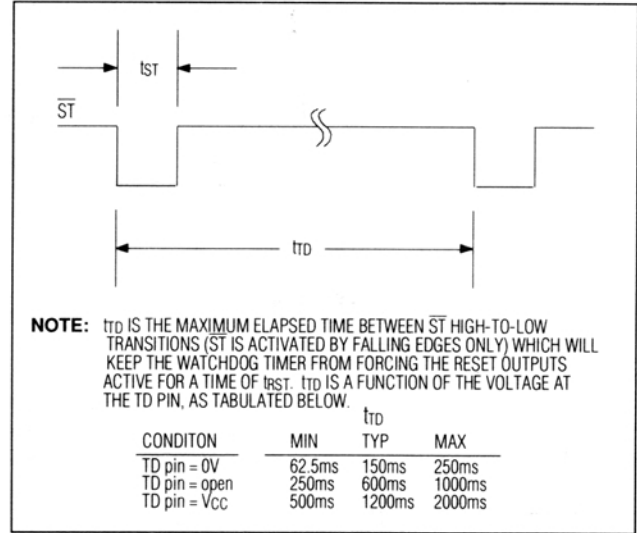 tST
ST
tTD
NOTE: tTD IS THE MAXIMUM ELAPSED TIME BETWEEN ST HIGH-TO-LOW
TRANSITIONS (ST IS ACTIVATED BY FALLING EDGES ONLY) WHICH WILL
KEEP THE WATCHDOG TIMER FROM FORCING THE RESET OUTPUTS
ACTIVE FOR A TIME OF tRST. tTD IS A FUNCTION OF THE VOLTAGE AT
THE TD PIN, AS TABULATED BELOW.
tTD
CONDITON MIN TYP MAX
TD pin = 0V 62.5ms 150ms 250ms
TD pin = open 250ms 600ms 1000ms
TD pin = VCC 500ms 1200ms 2000ms